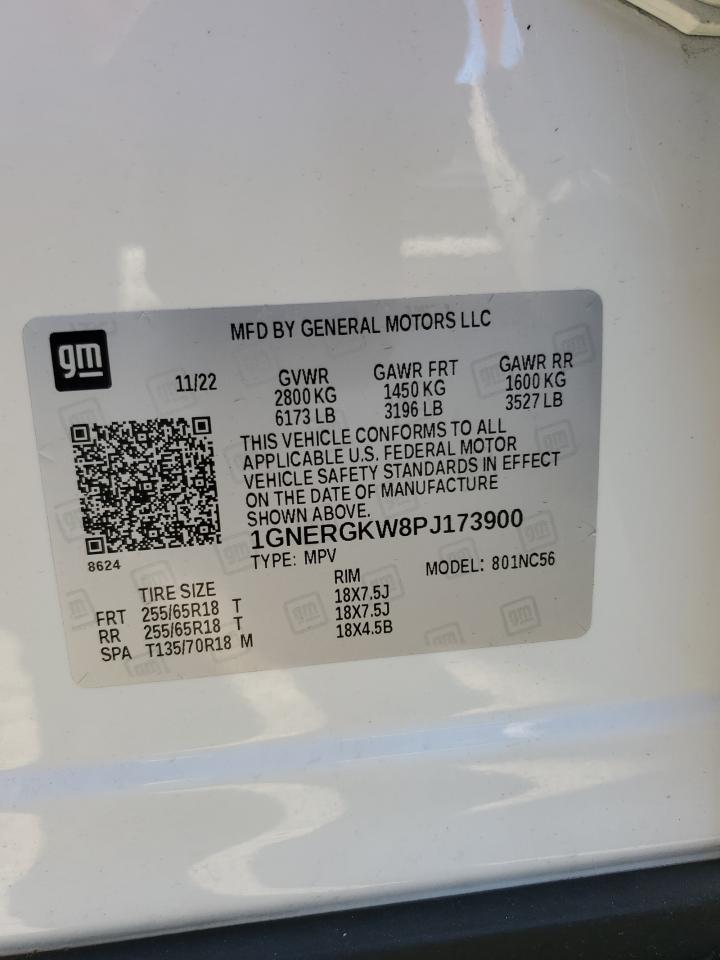 gm
MFD BY GENERAL MOTORS LLC
11/22
GVWR GAWR FRT GAWR RR
2800 KG 1450 KG 1600 KG
6173 LB 3196 LB 3527 LB
THIS VEHICLE CONFORMS TO ALL
APPLICABLE U.S. FEDERAL MOTOR
VEHICLE SAFETY STANDARDS IN EFFECT
ON THE DATE OF MANUFACTURE
SHOWN ABOVE.
1GNERGKW8PJ173900
8624
TYPE: MPV MODEL: 801NC56
TIRE SIZE RIM
FRT 255/65R18 T 18X7.5J
RR 255/65R18 T 18X7.5J
SPA T135/70R18 M 18X4.5B